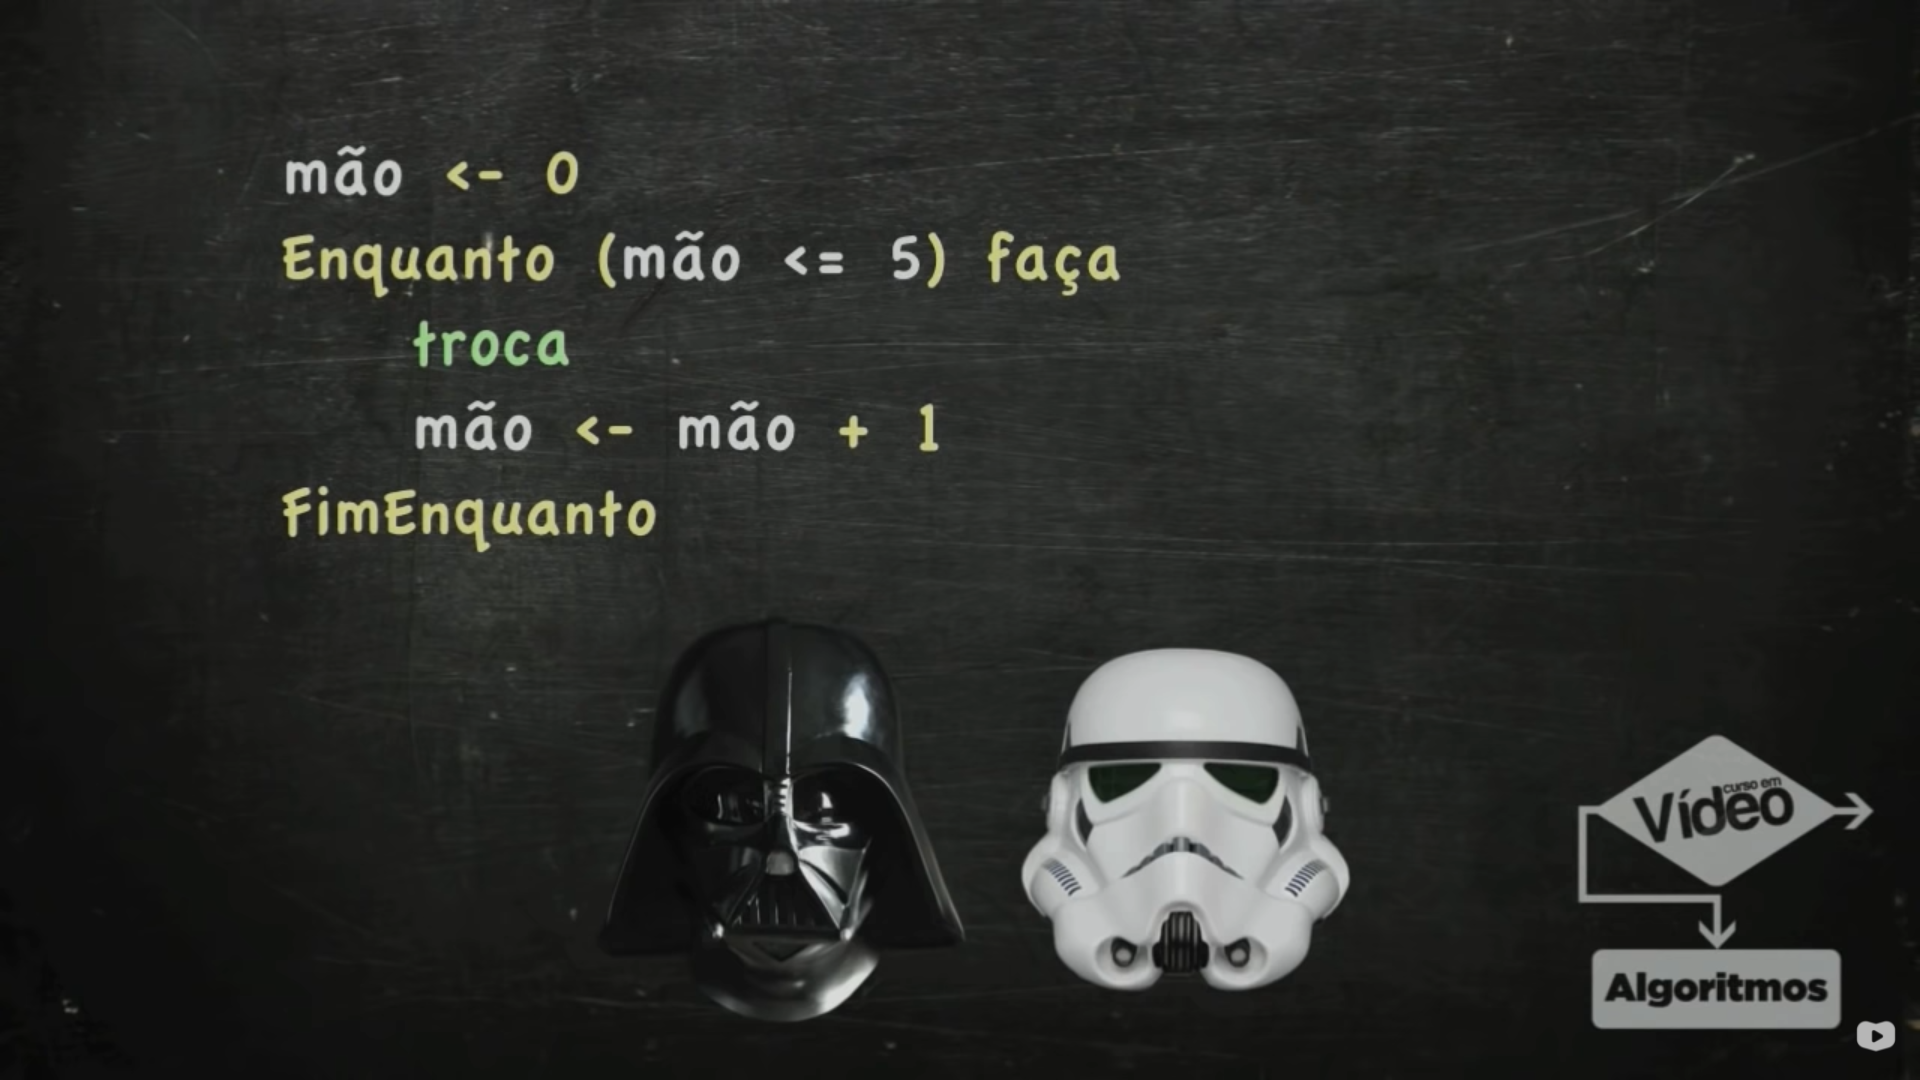 mão <- 0
Enquanto (mão <= 5) faça
troca
mão <- mão + 1
FimEnquanto
curso em
Vídeo
Algoritmos